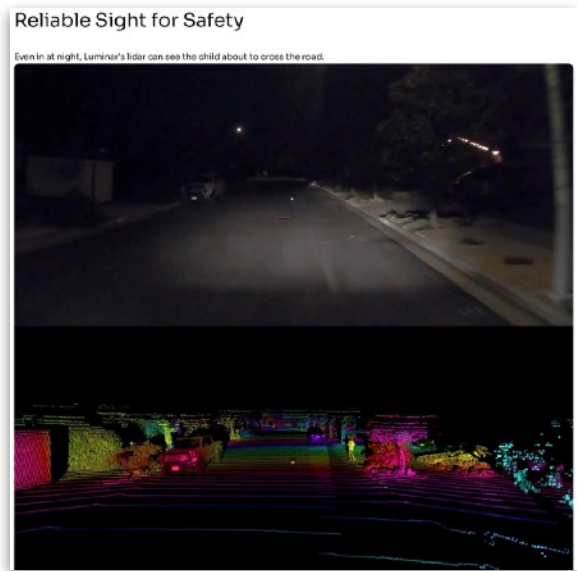 Reliable Sight for Safety
Even in at night, Luminar's lidar can see the child about to cross the road.